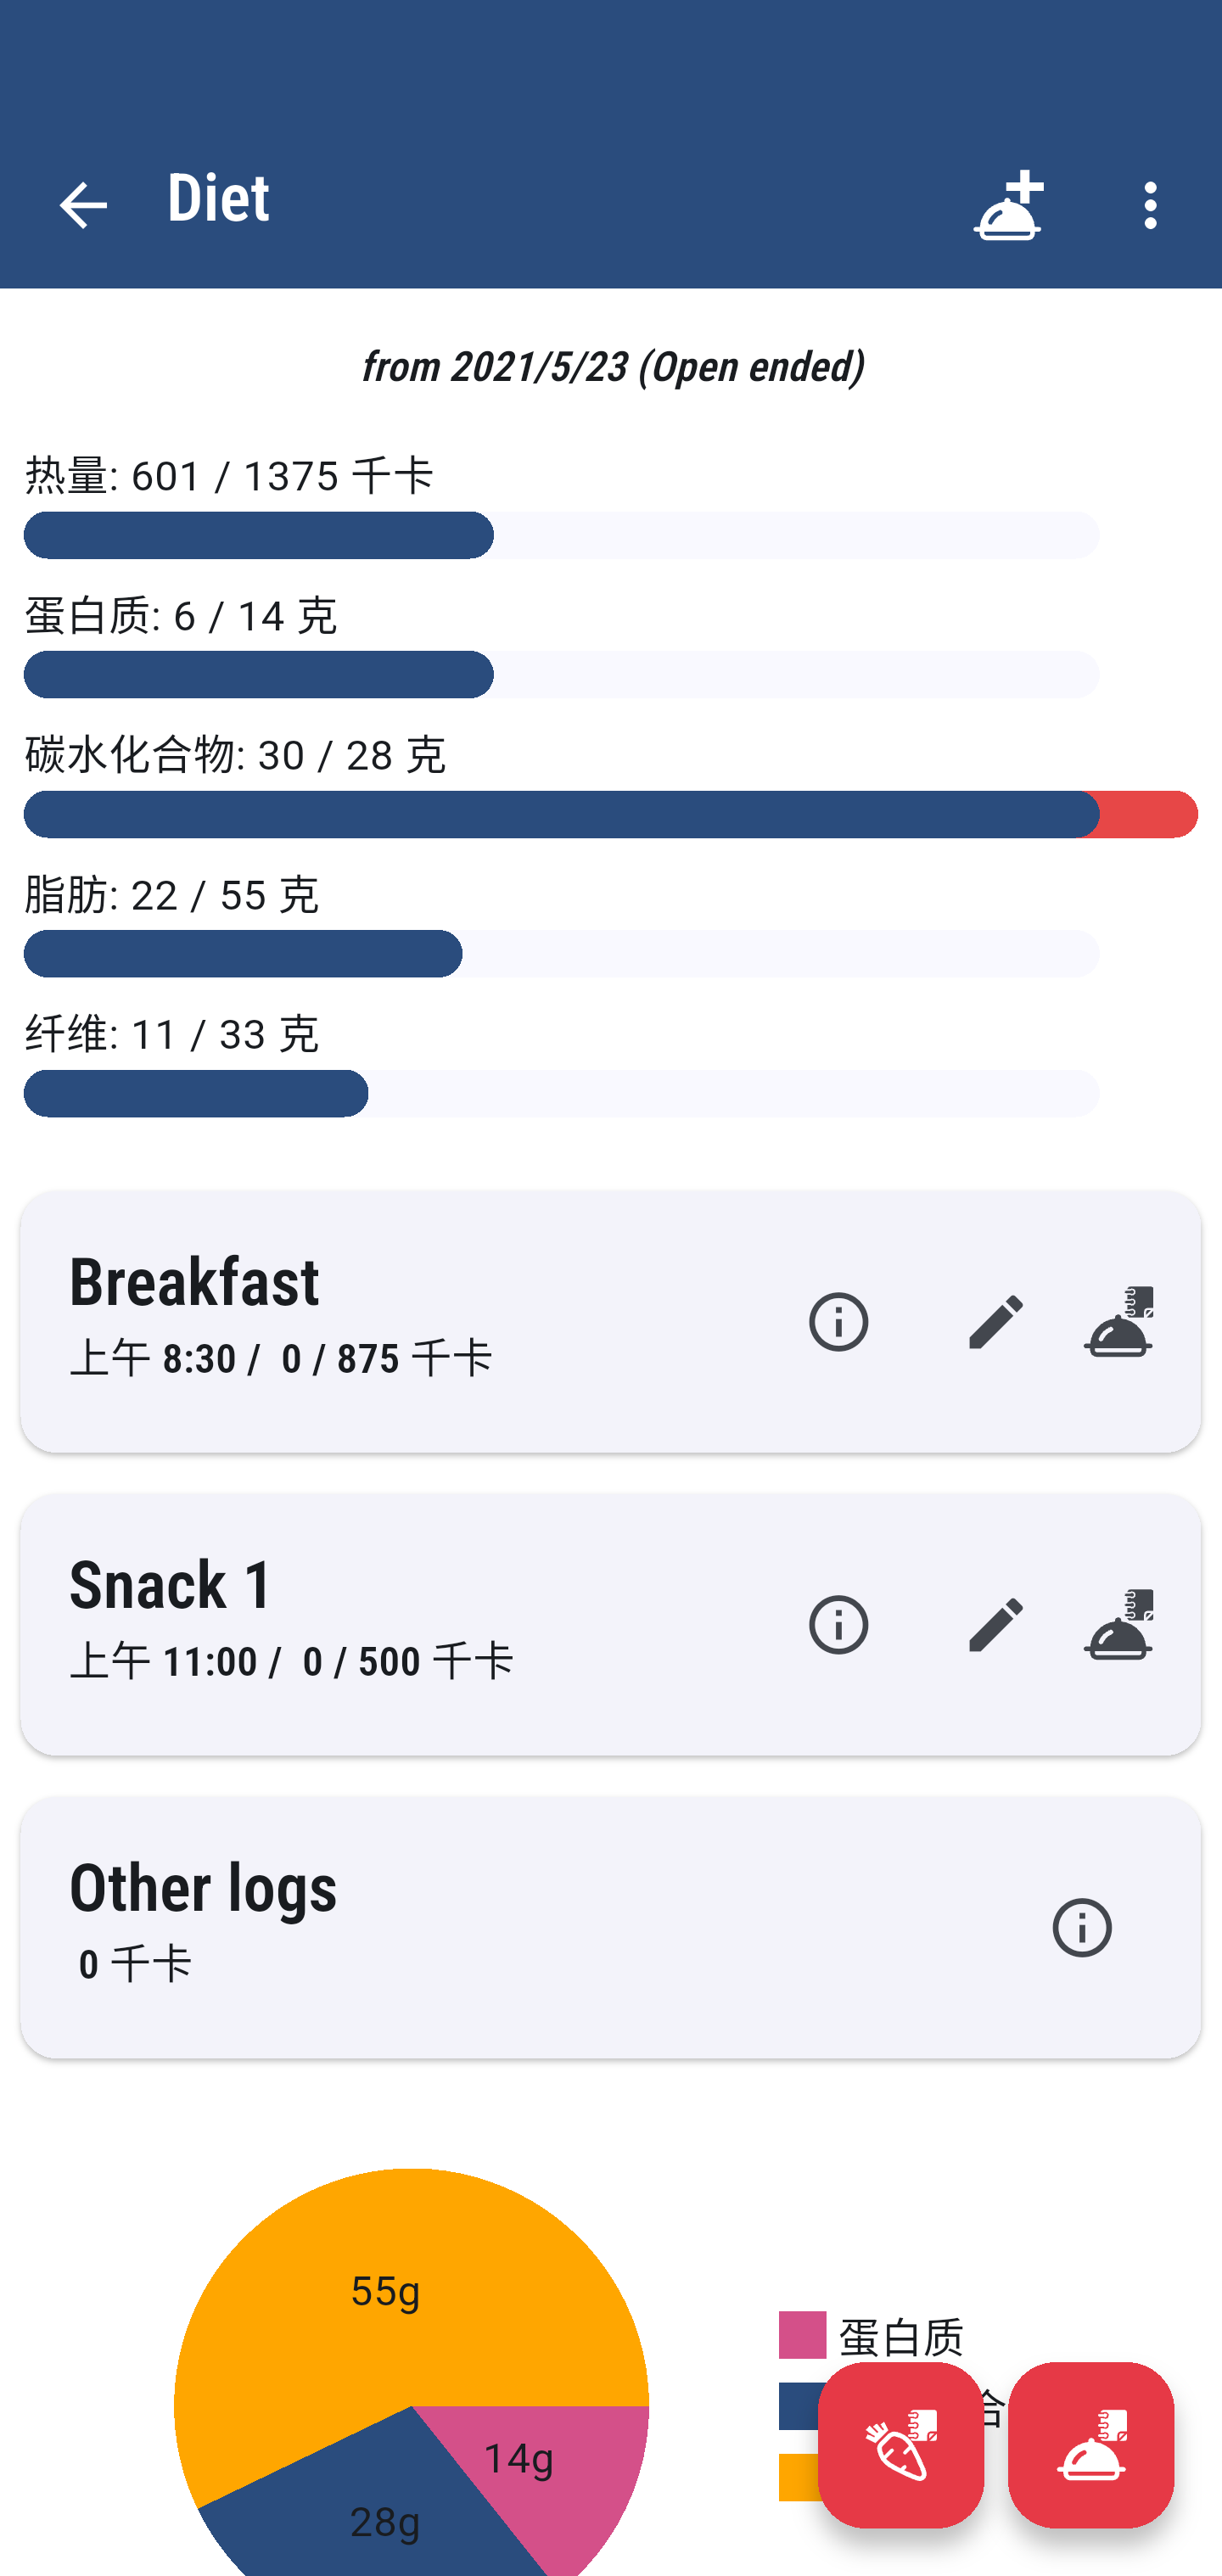 Diet
from 2021/5/23 (Open ended)
热量: 601 / 1375 千卡
蛋白质: 6 / 14 克
碳水化合物: 30 / 28 克
脂肪: 22 / 55 克
纤维: 11 / 33 克
Breakfast
上午 8:30 / 0 / 875 千卡
Snack 1
上午 11:00 / 0 / 500 千卡
Other logs
0 千卡
55g
蛋白质
合
14g
28g